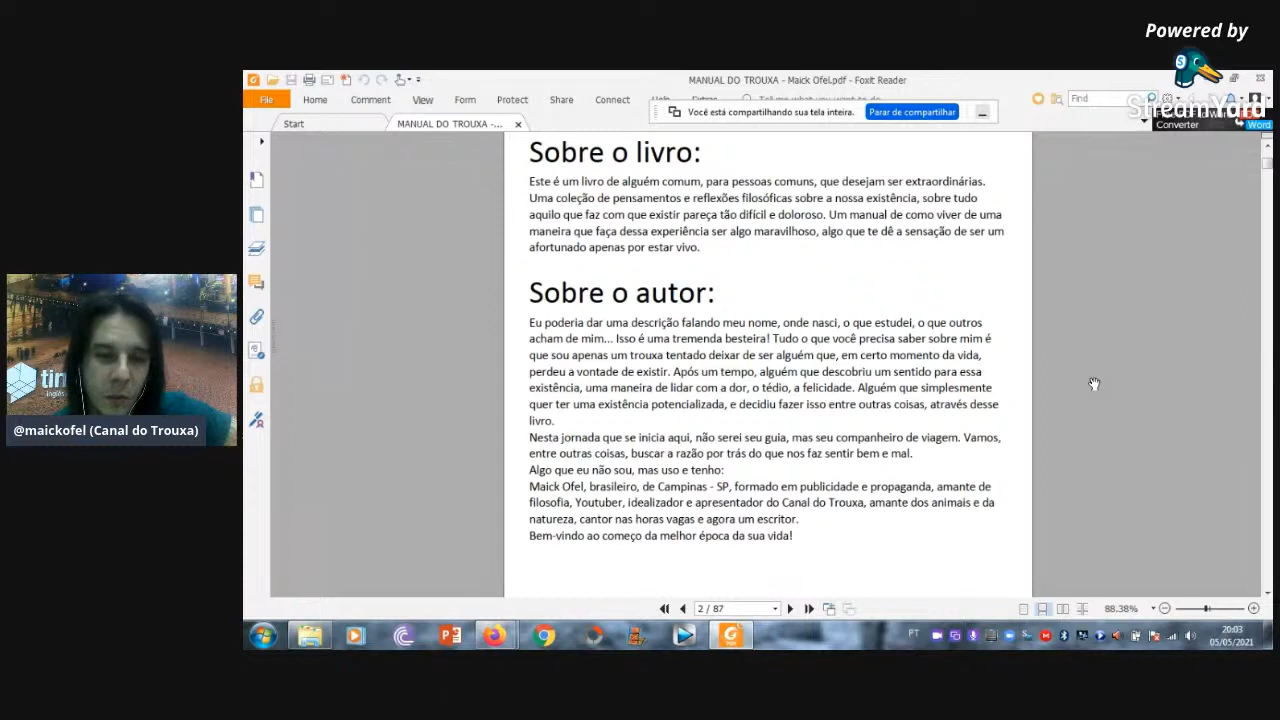 Powered by
StreamYard
MANUAL DO TROUXA - Maick Ofel.pdf - Foxit Reader
File Home Comment View Form Protect Share Connect Help Extras Tell me what you want to do..
Find
Você está compartilhando sua tela inteira. Parar de compartilhar
Start MANUAL DO TROUXA -...
Converter Word
Sobre o livro:
Este é um livro de alguém comum, para pessoas comuns, que desejam ser extraordinárias.
Uma coleção de pensamentos e reflexões filosóficas sobre a nossa existência, sobre tudo
aquilo que faz com que existir pareça tão difícil e doloroso. Um manual de como viver de uma
maneira que faça dessa experiência ser algo maravilhoso, algo que te dê a sensação de ser um
afortunado apenas por estar vivo.
Sobre o autor:
Eu poderia dar uma descrição falando meu nome, onde nasci, o que estudei, o que outros
acham de mim... Isso é uma tremenda besteira! Tudo o que você precisa saber sobre mim é
que sou apenas um trouxa tentado deixar de ser alguém que, em certo momento da vida,
perdeu a vontade de existir. Após um tempo, alguém que descobriu um sentido para essa
existência, uma maneira de lidar com a dor, o tédio, a felicidade. Alguém que simplesmente
quer ter uma existência potencializada, e decidiu fazer isso entre outras coisas, através desse
livro.
Nesta jornada que se inicia aqui, não serei seu guia, mas seu companheiro de viagem. Vamos,
entre outras coisas, buscar a razão por trás do que nos faz sentir bem e mal.
Algo que eu não sou, mas uso e tenho:
Maick Ofel, brasileiro, de Campinas - SP, formado em publicidade e propaganda, amante de
filosofia, Youtuber, idealizador e apresentador do Canal do Trouxa, amante dos animais e da
natureza, cantor nas horas vagas e agora um escritor.
Bem-vindo ao começo da melhor época da sua vida!
tim
inglês
@maickofel (Canal do Trouxa)
2 / 87
88.38%
PT
20:03
05/05/2021